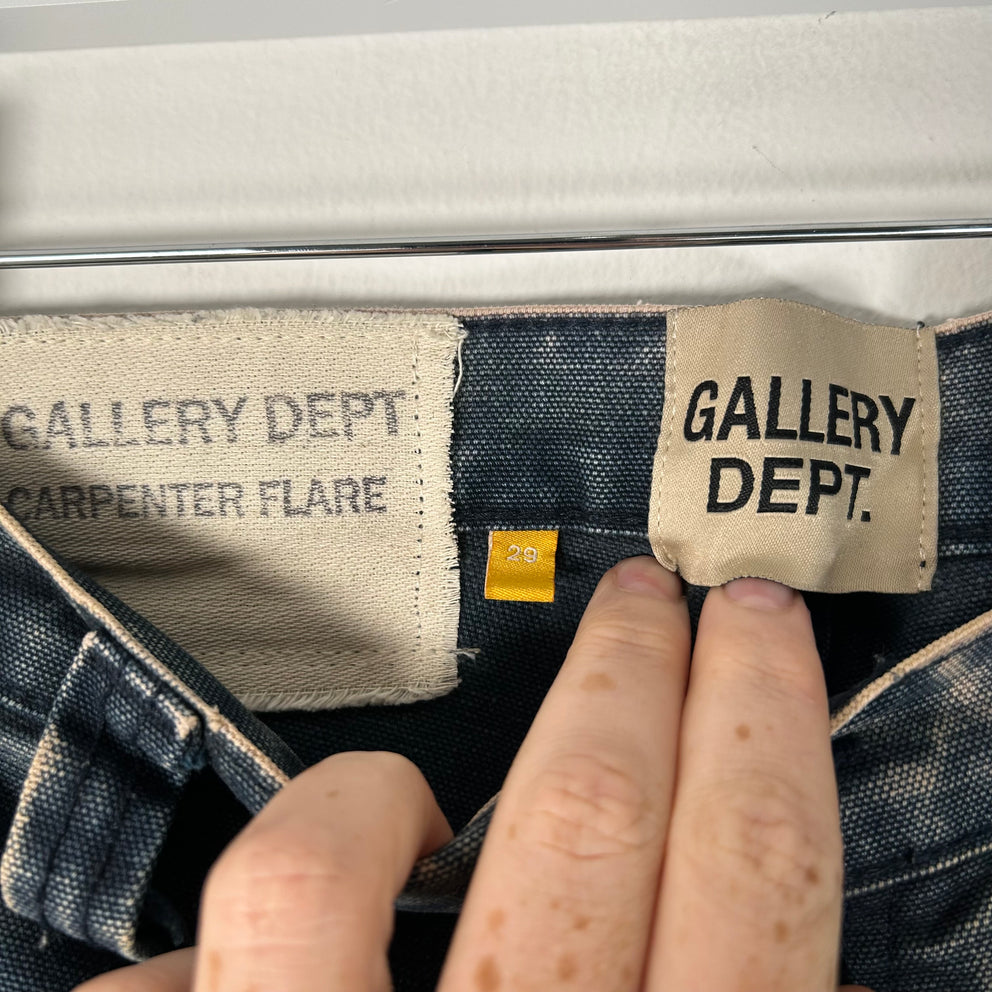 GALLERY DEPT
CARPENTER FLARE
29
GALLERY
DEPT.